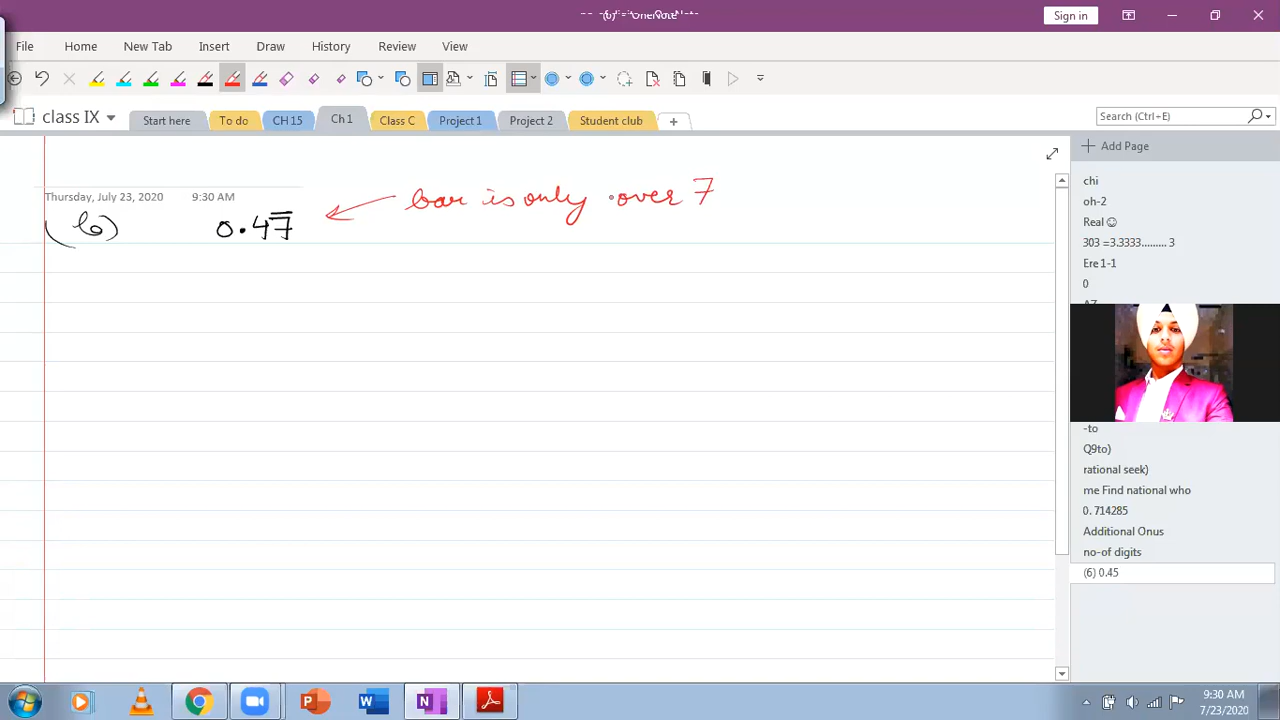 OneNote
Sign in
File Home New Tab Insert Draw History Review View
class IX Start here To do CH 15 Ch 1 Class C Project 1 Project 2 Student club Search (Ctrl+E)
Add Page
Thursday, July 23, 2020 9:30 AM
bar is only over 7
(b) 0.47̅
chi
oh-2
Real ☺
303 =3.3333......... 3
Ere 1-1
0
-to
Q9to)
rational seek)
me Find national who
0. 714285
Additional Onus
no-of digits
(6) 0.45
9:30 AM
7/23/2020